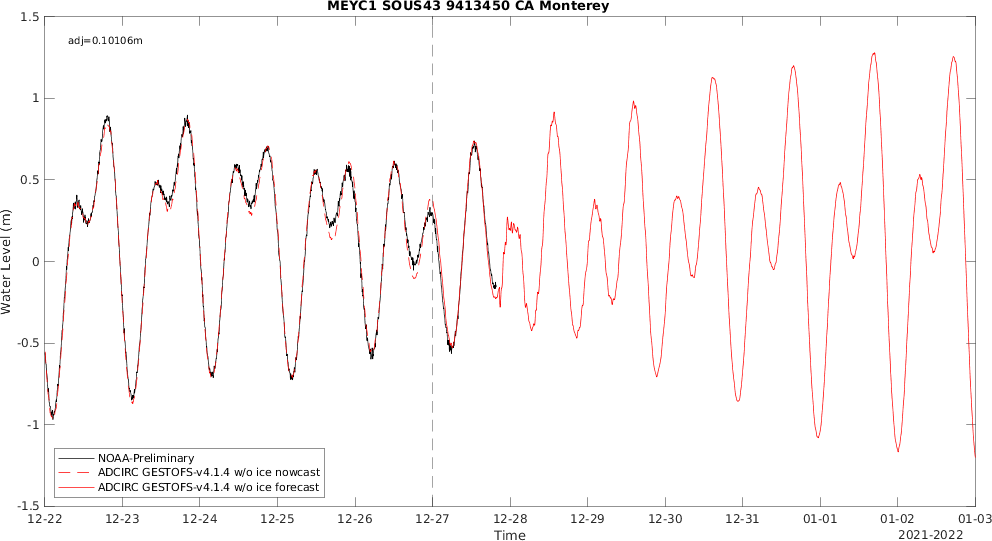 MEYC1 SOUS43 9413450 CA Monterey
adj=0.10106m
1.5
1
0.5
0
-0.5
-1
-1.5
Water Level (m)
NOAA-Preliminary
ADCIRC GESTOFS-v4.1.4 w/o ice nowcast
ADCIRC GESTOFS-v4.1.4 w/o ice forecast
12-22 12-23 12-24 12-25 12-26 12-27 12-28 12-29 12-30 12-31 01-01 01-02 01-03
Time
2021-2022